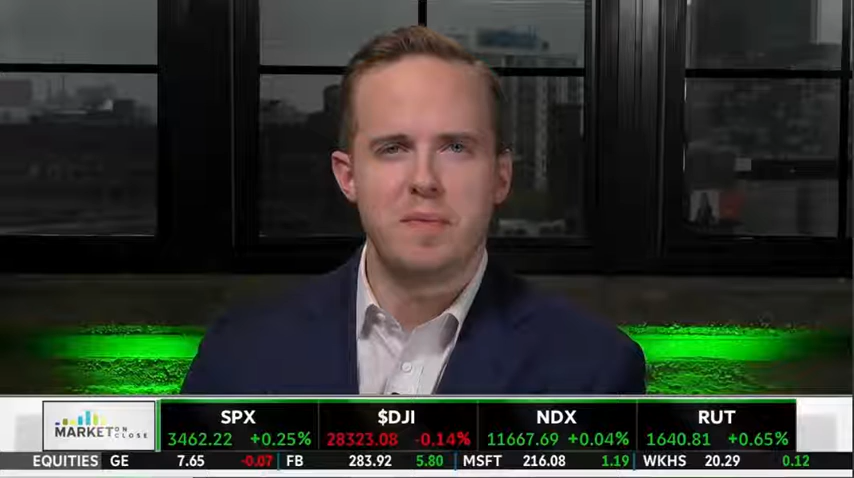 MARKET ON CLOSE
SPX $DJI NDX RUT
3462.22 +0.25% 28323.08 -0.14% 11667.69 +0.04% 1640.81 +0.65%
EQUITIES GE 7.65 -0.07 FB 283.92 5.80 MSFT 216.08 1.19 WKHS 20.29 0.12